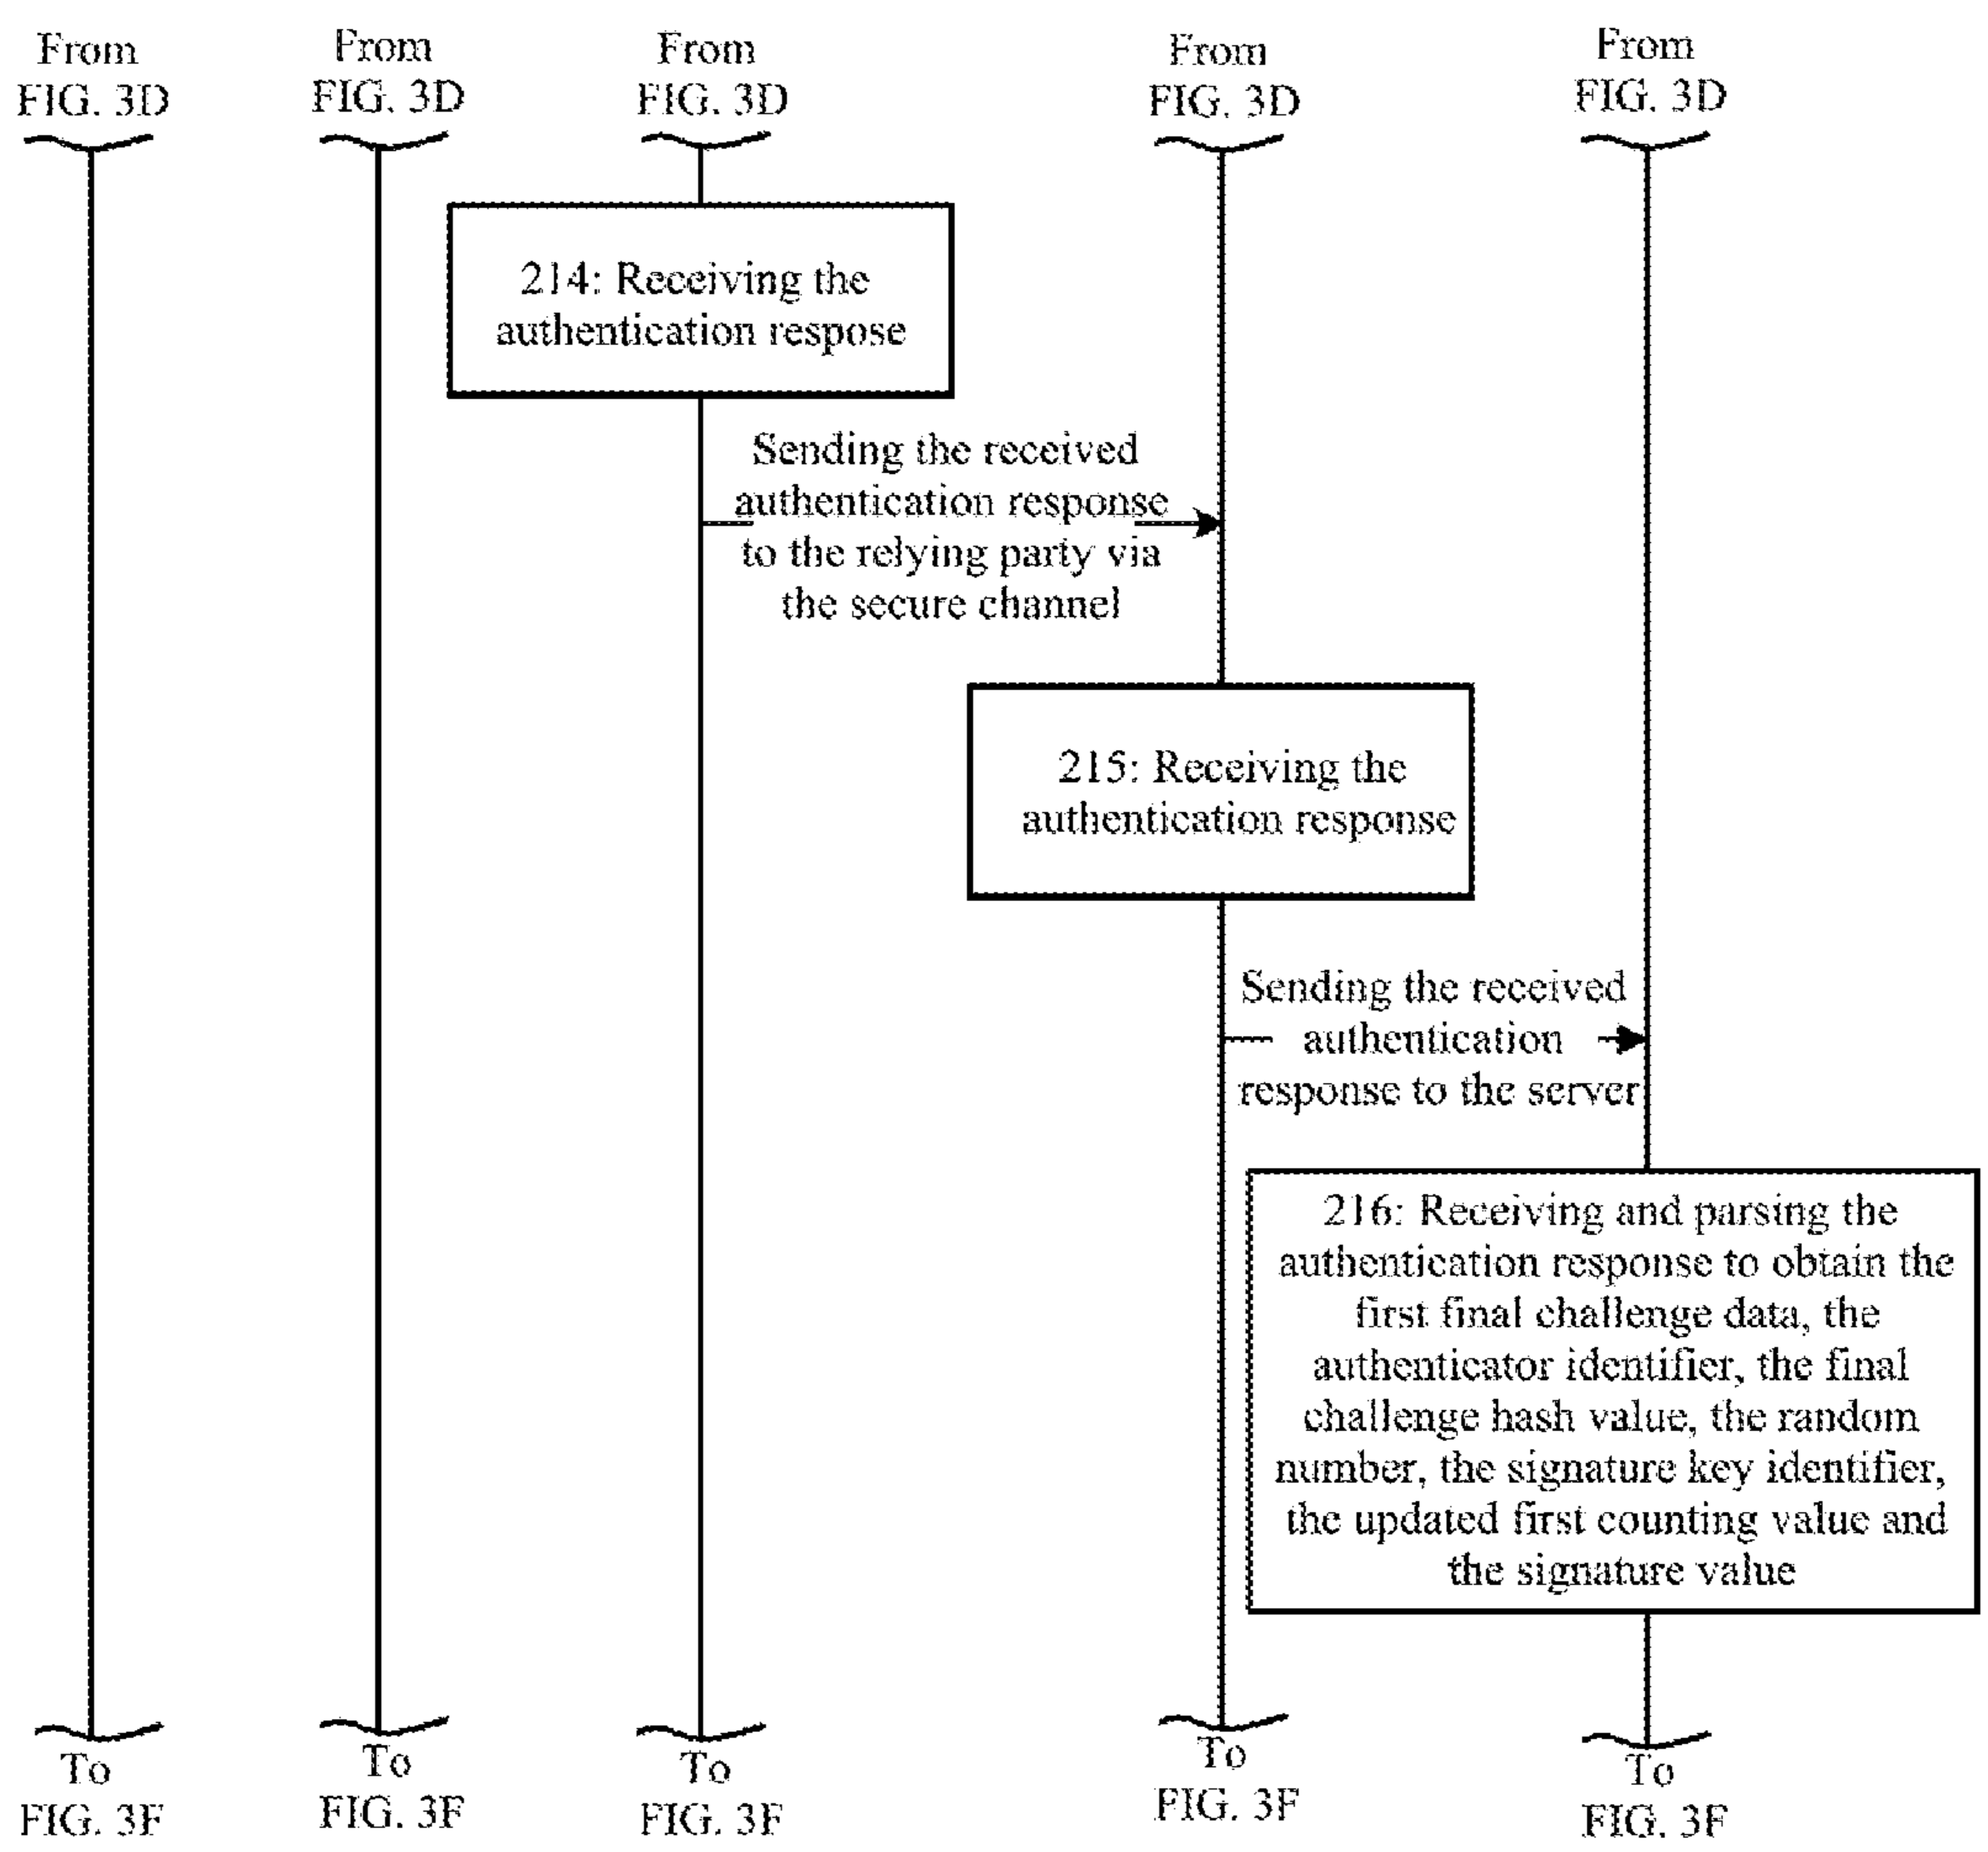 From
FIG. 3D
From
FIG. 3D
From
FIG. 3D
From
FIG. 3D
From
FIG. 3D
214: Receiving the
authentication respose
Sending the received
authentication response
to the relying party via
the secure channel
215: Receiving the
authentication response
Sending the received
authentication
response to the server
216: Receiving and parsing the
authentication response to obtain the
first final challenge data, the
authenticator identifier, the final
challenge hash value, the random
number, the signature key identifier,
the updated first counting value and
the signature value
To
FIG. 3F
To
FIG. 3F
To
FIG. 3F
To
FIG. 3F
To
FIG. 3F